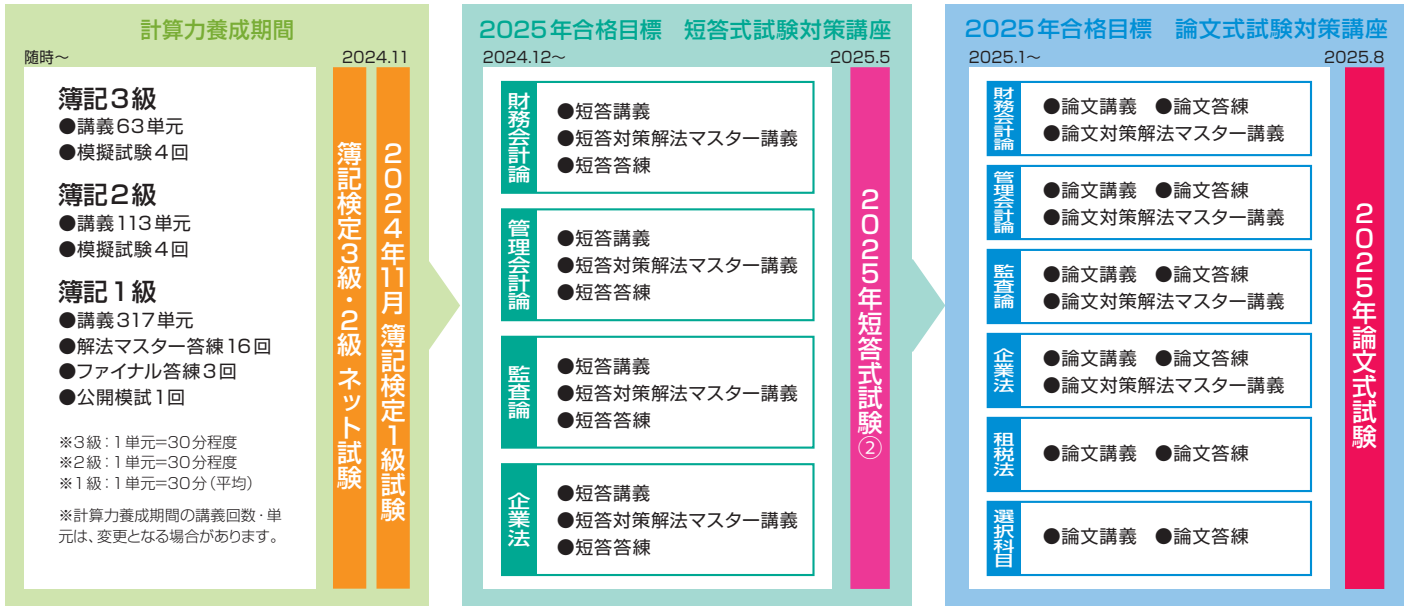 計算力養成期間
随時~
2024.11
簿記3級
●講義63単元
●模擬試験4回
簿記2級
●講義113単元
●模擬試験4回
簿記1級
●講義317単元
●解法マスター答練16回
●ファイナル答練3回
●公開模試1回
※3級:1単元=30分程度
※2級:1単元=30分程度
※1級:1単元=30分(平均)
※計算力養成期間の講義回数・単
元は、変更となる場合があります。
簿記検定3級・2級 ネット試験
2024年11月 簿記検定1級試験
2025年合格目標 短答式試験対策講座
2024.12~
2025.5
財務会計論
●短答講義
●短答対策解法マスター講義
●短答答練
管理会計論
●短答講義
●短答対策解法マスター講義
●短答答練
監査論
●短答講義
●短答対策解法マスター講義
●短答答練
企業法
●短答講義
●短答対策解法マスター講義
●短答答練
2025年短答式試験②
2025年合格目標 論文式試験対策講座
2025.1~
2025.8
財務会計論
●論文講義 ●論文答練
●論文対策解法マスター講義
管理会計論
●論文講義 ●論文答練
●論文対策解法マスター講義
監査論
●論文講義 ●論文答練
●論文対策解法マスター講義
企業法
●論文講義 ●論文答練
●論文対策解法マスター講義
租税法
●論文講義 ●論文答練
選択科目
●論文講義 ●論文答練
2025年論文式試験